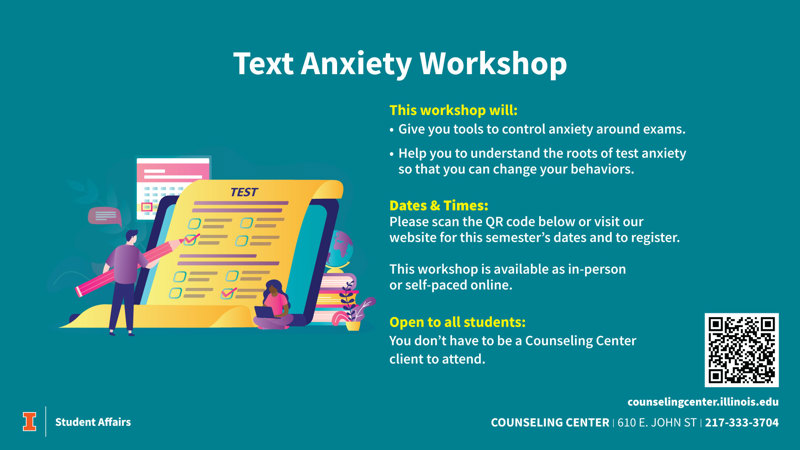 Text Anxiety Workshop
This workshop will:
• Give you tools to control anxiety around exams.
• Help you to understand the roots of test anxiety
so that you can change your behaviors.
TEST
Dates & Times:
Please scan the QR code below or visit our
website for this semester's dates and to register.
This workshop is available as in-person
or self-paced online.
Open to all students:
You don't have to be a Counseling Center
client to attend.
counselingcenter.illinois.edu
I
Student Affairs
COUNSELING CENTER | 610 E. JOHN ST | 217-333-3704